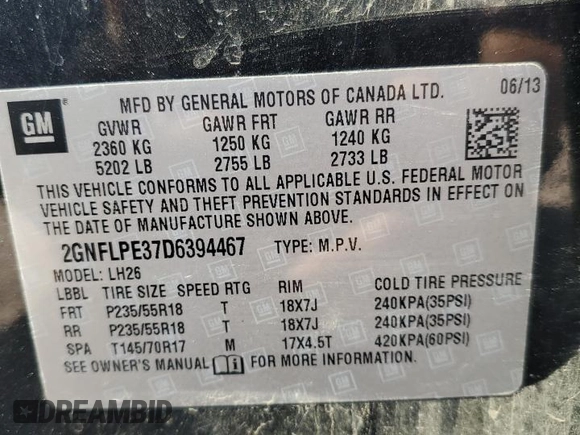 06/13
GM
MFD BY GENERAL MOTORS OF CANADA LTD.
GVWR GAWR FRT GAWR RR
2360 KG 1250 KG 1240 KG
5202 LB 2755 LB 2733 LB
THIS VEHICLE CONFORMS TO ALL APPLICABLE U.S. FEDERAL MOTOR
VEHICLE SAFETY AND THEFT PREVENTION STANDARDS IN EFFECT ON
THE DATE OF MANUFACTURE SHOWN ABOVE.
2GNFLPE37D6394467 TYPE: M.P.V.
MODEL: LH26
LBBL TIRE SIZE SPEED RTG RIM COLD TIRE PRESSURE
FRT P235/55R18 T 18X7J 240KPA(35PSI)
RR P235/55R18 T 18X7J 240KPA(35PSI)
SPA T145/70R17 M 17X4.5T 420KPA(60PSI)
SEE OWNER'S MANUAL i FOR MORE INFORMATION.
DREAMBID